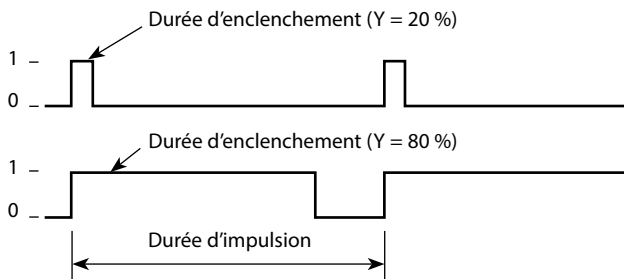 Durée d’enclenchement (Y = 20 %)
1
0
Durée d’enclenchement (Y = 80 %)
1
0
Durée d’impulsion